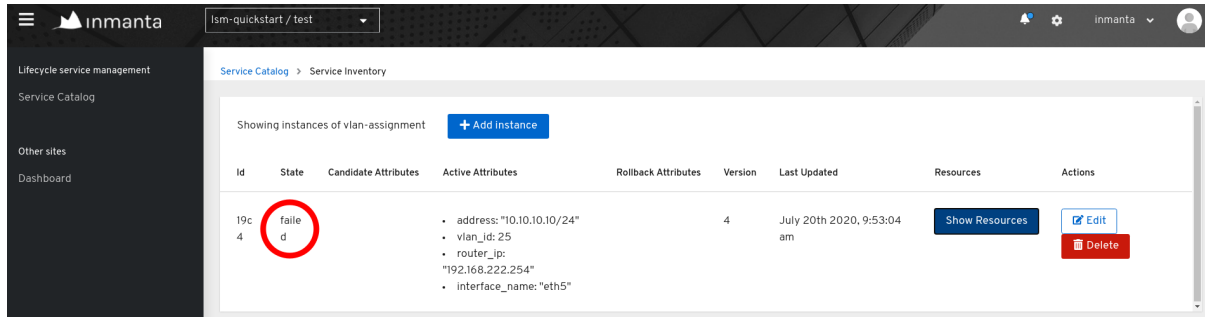 inmanta
lsm-quickstart / test
inmanta
Lifecycle service management
Service Catalog
Other sites
Dashboard
Service Catalog > Service Inventory
Showing instances of vlan-assignment
+ Add instance
Id State Candidate Attributes Active Attributes Rollback Attributes Version Last Updated Resources Actions
19c
4
faile
d
• address: "10.10.10.10/24"
• vlan_id: 25
• router_ip:
"192.168.222.254"
• interface_name: "eth5"
4
July 20th 2020, 9:53:04
am
Show Resources
Edit
Delete